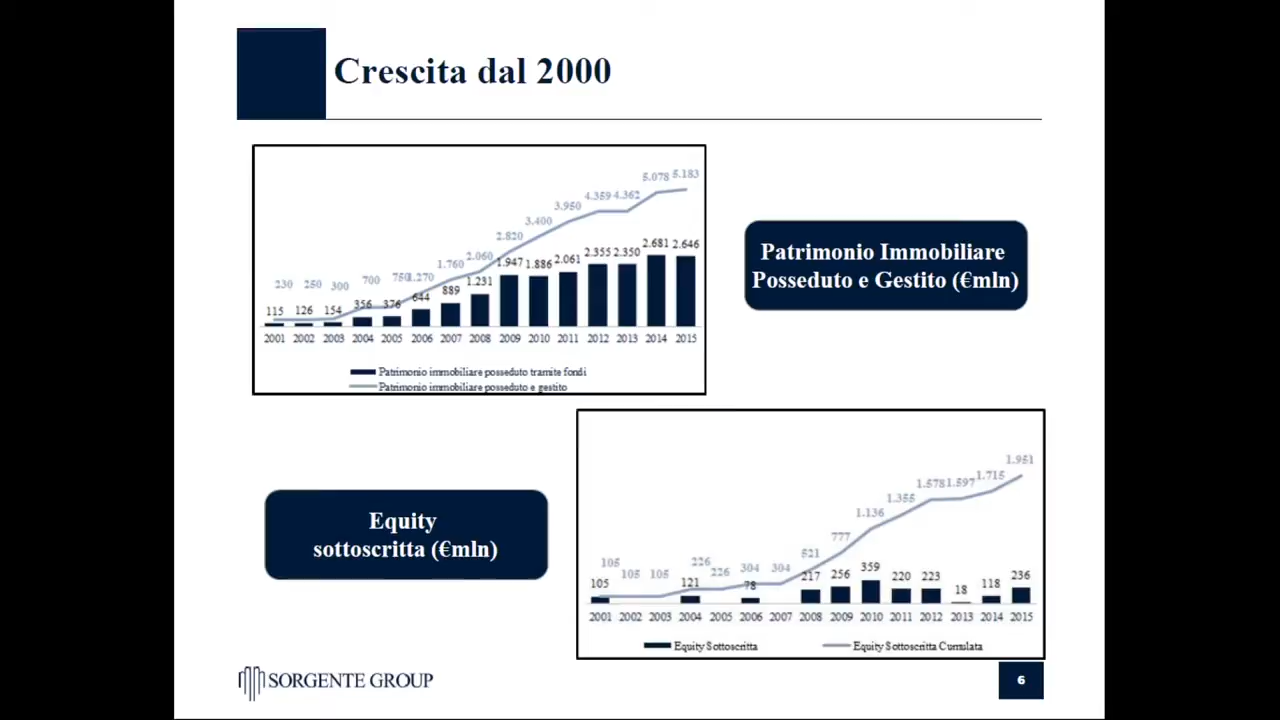 Crescita dal 2000
5.078 5.183
4.359 4.362
3.950
3.400
2.820
2.060
1.760
1.270
750
700
300
250
230
2.681 2.646
2.355 2.350
2.061
1.886
1.947
1.231
889
644
376
356
154
126
115
2001 2002 2003 2004 2005 2006 2007 2008 2009 2010 2011 2012 2013 2014 2015
Patrimonio immobiliare posseduto tramite fondi
Patrimonio immobiliare posseduto e gestito
Patrimonio Immobiliare
Posseduto e Gestito (€mln)
Equity
sottoscritta (€mln)
1.951
1.715
1.578 1.597
1.355
1.136
777
521
304 304
226 226
105 105 105
105 121 78 217 256 359 220 223 18 118 236
2001 2002 2003 2004 2005 2006 2007 2008 2009 2010 2011 2012 2013 2014 2015
Equity Sottoscritta Equity Sottoscritta Cumulata
SORGENTE GROUP
6